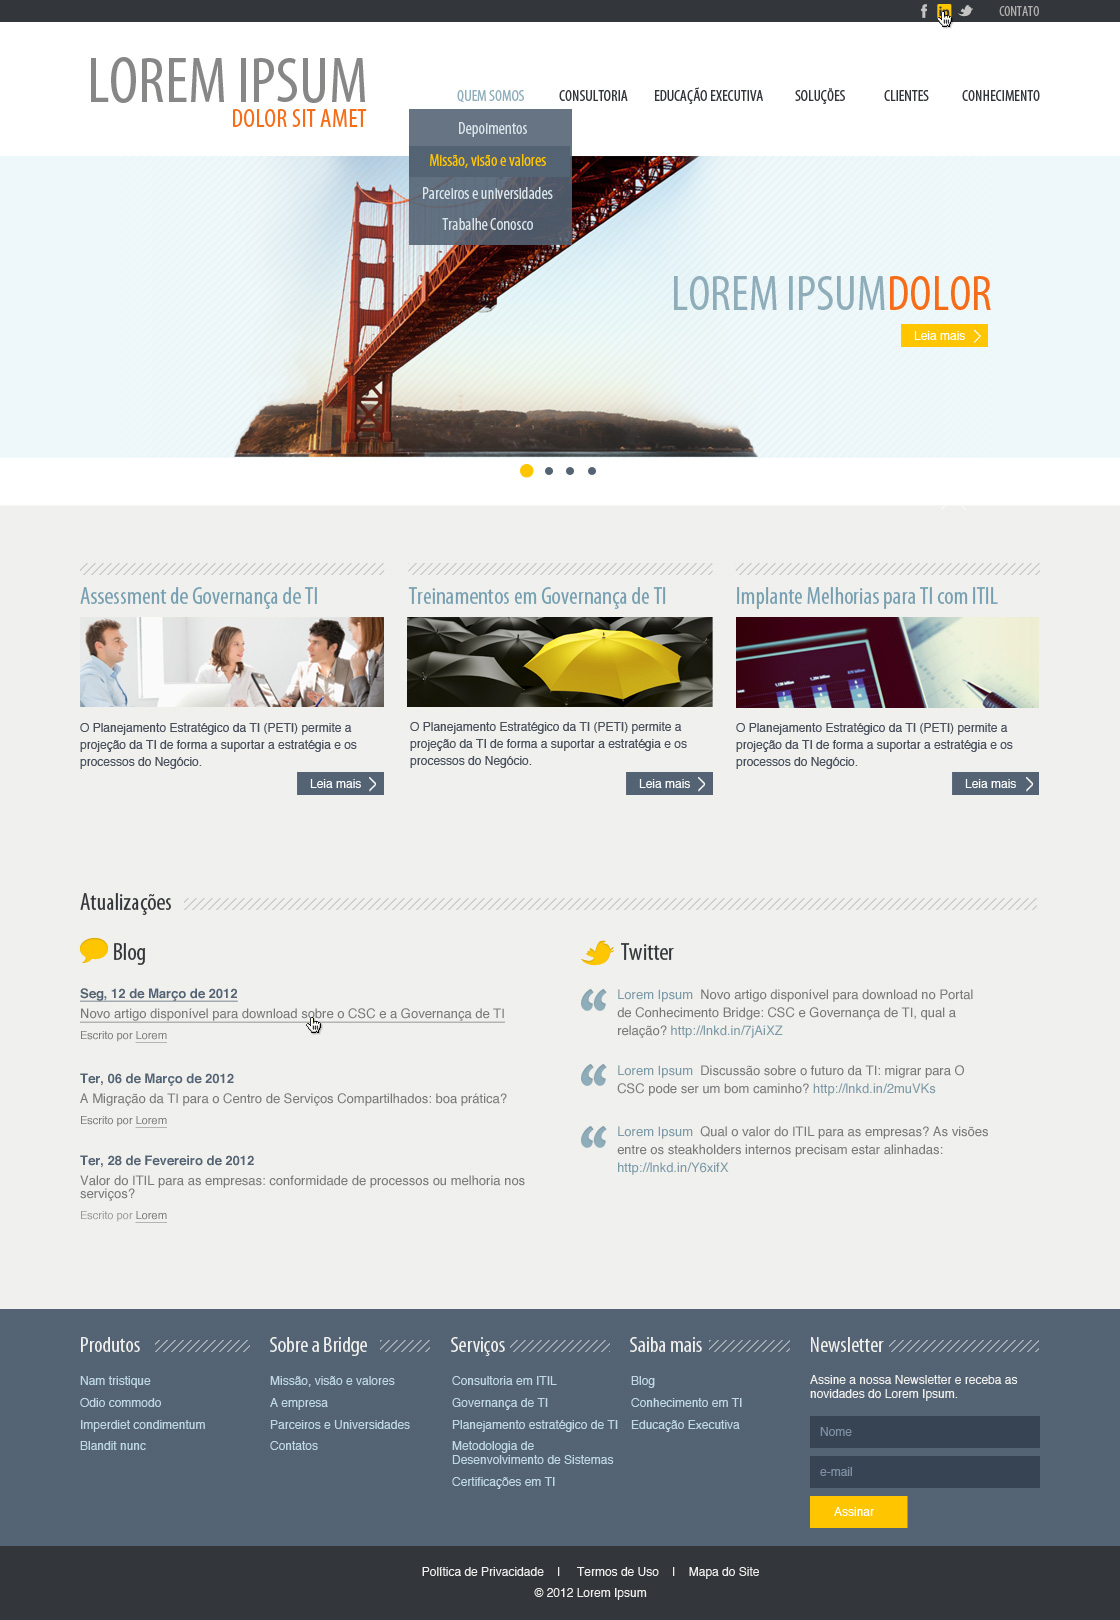 CONTATO
LOREM IPSUM
DOLOR SIT AMET
QUEM SOMOS
CONSULTORIA
EDUCAÇÃO EXECUTIVA
SOLUÇÕES
CLIENTES
CONHECIMENTO
Depoimentos
Missão, visão e valores
Parceiros e universidades
Trabalhe Conosco
LOREM IPSUMDOLOR
Leia mais
Assessment de Governança de TI
O Planejamento Estratégico da TI (PETI) permite a
projeção da TI de forma a suportar a estratégia e os
processos do Negócio.
Leia mais
Treinamentos em Governança de TI
O Planejamento Estratégico da TI (PETI) permite a
projeção da TI de forma a suportar a estratégia e os
processos do Negócio.
Leia mais
Implante Melhorias para TI com ITIL
O Planejamento Estratégico da TI (PETI) permite a
projeção da TI de forma a suportar a estratégia e os
processos do Negócio.
Leia mais
Atualizações
Blog
Seg, 12 de Março de 2012
Novo artigo disponível para download sobre o CSC e a Governança de TI
Escrito por Lorem
Ter, 06 de Março de 2012
A Migração da TI para o Centro de Serviços Compartilhados: boa prática?
Escrito por Lorem
Ter, 28 de Fevereiro de 2012
Valor do ITIL para as empresas: conformidade de processos ou melhoria nos
serviços?
Escrito por Lorem
Twitter
Lorem Ipsum Novo artigo disponível para download no Portal
de Conhecimento Bridge: CSC e Governança de TI, qual a
relação? http://lnkd.in/7jAiXZ
Lorem Ipsum Discussão sobre o futuro da TI: migrar para O
CSC pode ser um bom caminho? http://lnkd.in/2muVKs
Lorem Ipsum Qual o valor do ITIL para as empresas? As visões
entre os steakholders internos precisam estar alinhadas:
http://lnkd.in/Y6xifX
Produtos
Nam tristique
Odio commodo
Imperdiet condimentum
Blandit nunc
Sobre a Bridge
Missão, visão e valores
A empresa
Parceiros e Universidades
Contatos
Serviços
Consultoria em ITIL
Governança de TI
Planejamento estratégico de TI
Metodologia de
Desenvolvimento de Sistemas
Certificações em TI
Saiba mais
Blog
Conhecimento em TI
Educação Executiva
Newsletter
Assine a nossa Newsletter e receba as
novidades do Lorem Ipsum.
Nome
e-mail
Assinar
Política de Privacidade I Termos de Uso I Mapa do Site
© 2012 Lorem Ipsum